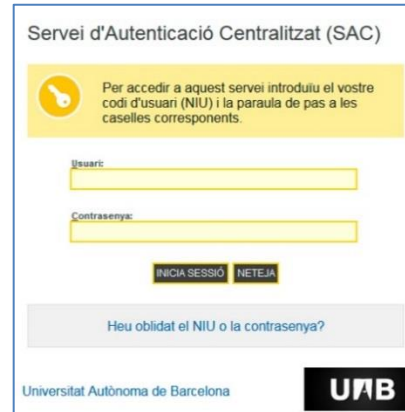 Servei d'Autenticació Centralitzat (SAC)
Per accedir a aquest servei introduïu el vostre
codi d'usuari (NIU) i la paraula de pas a les
caselles corresponents.
Usuari:
Contrasenya:
INICIA SESSIÓ NETEJA
Heu oblidat el NIU o la contrasenya?
Universitat Autònoma de Barcelona UAB